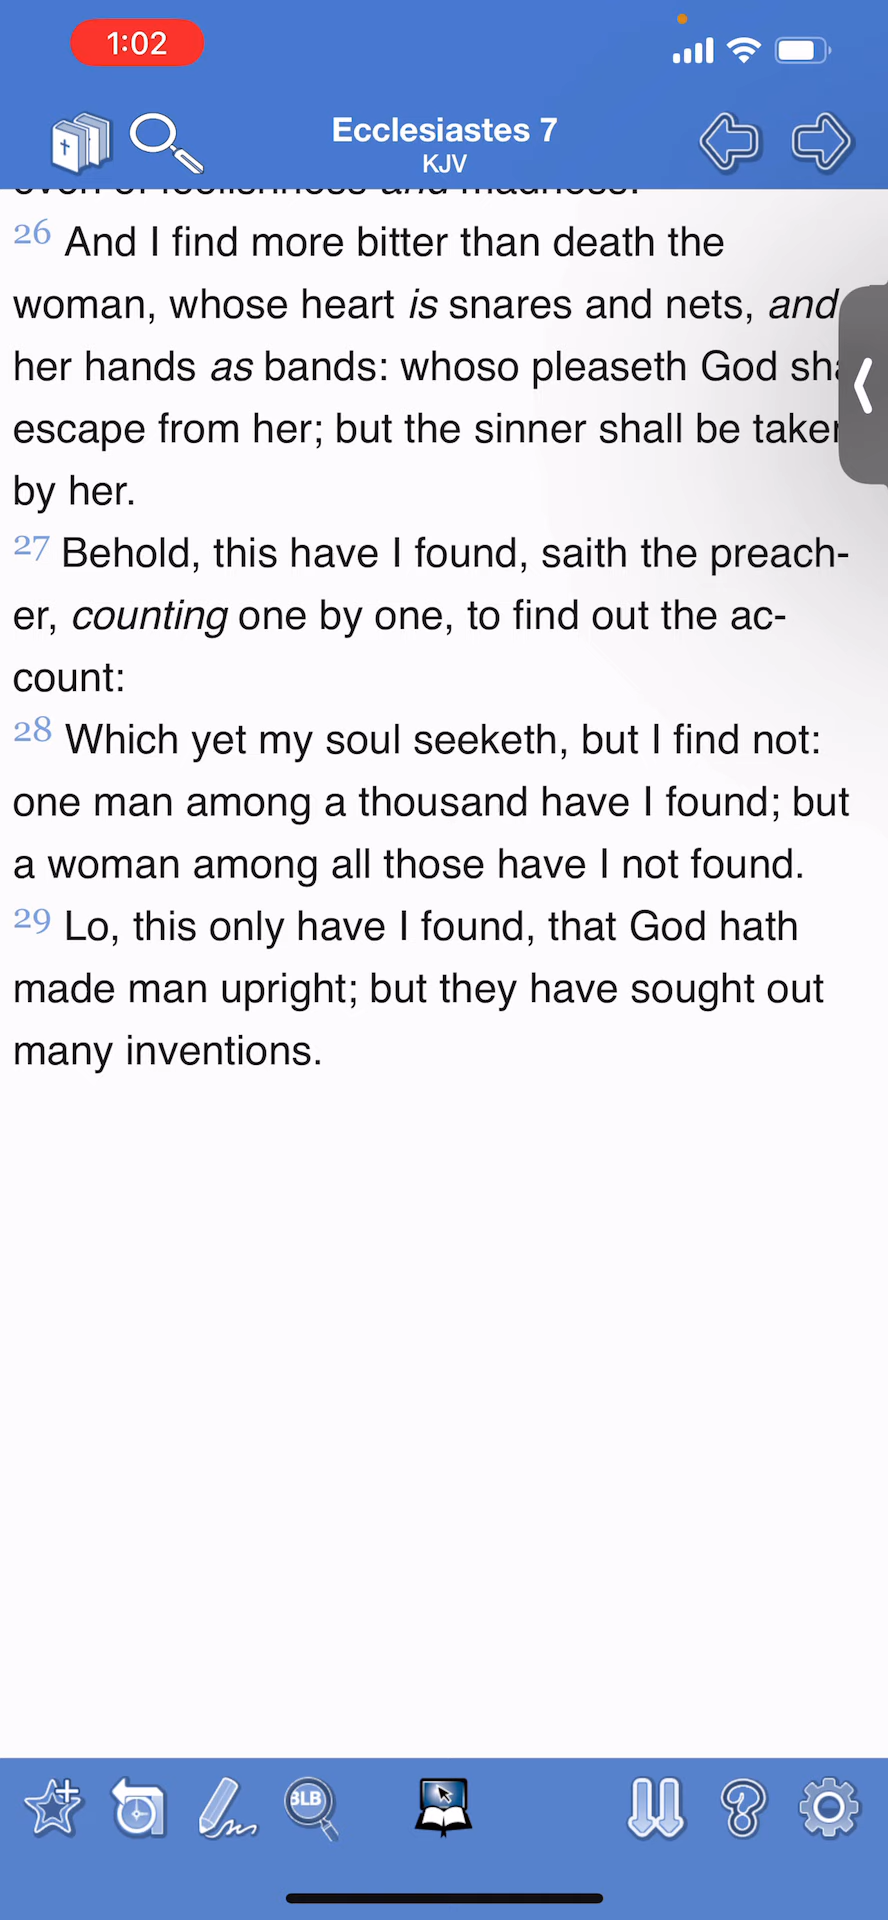 1:02
Ecclesiastes 7
KJV
26 And I find more bitter than death the
woman, whose heart is snares and nets, and
her hands as bands: whoso pleaseth God
escape from her; but the sinner shall be
by her.
27 Behold, this have I found, saith the preach-
er, counting one by one, to find out the ac-
count:
28 Which yet my soul seeketh, but I find not:
one man among a thousand have I found; but
a woman among all those have I not found.
29 Lo, this only have I found, that God hath
made man upright; but they have sought out
many inventions.
BLB